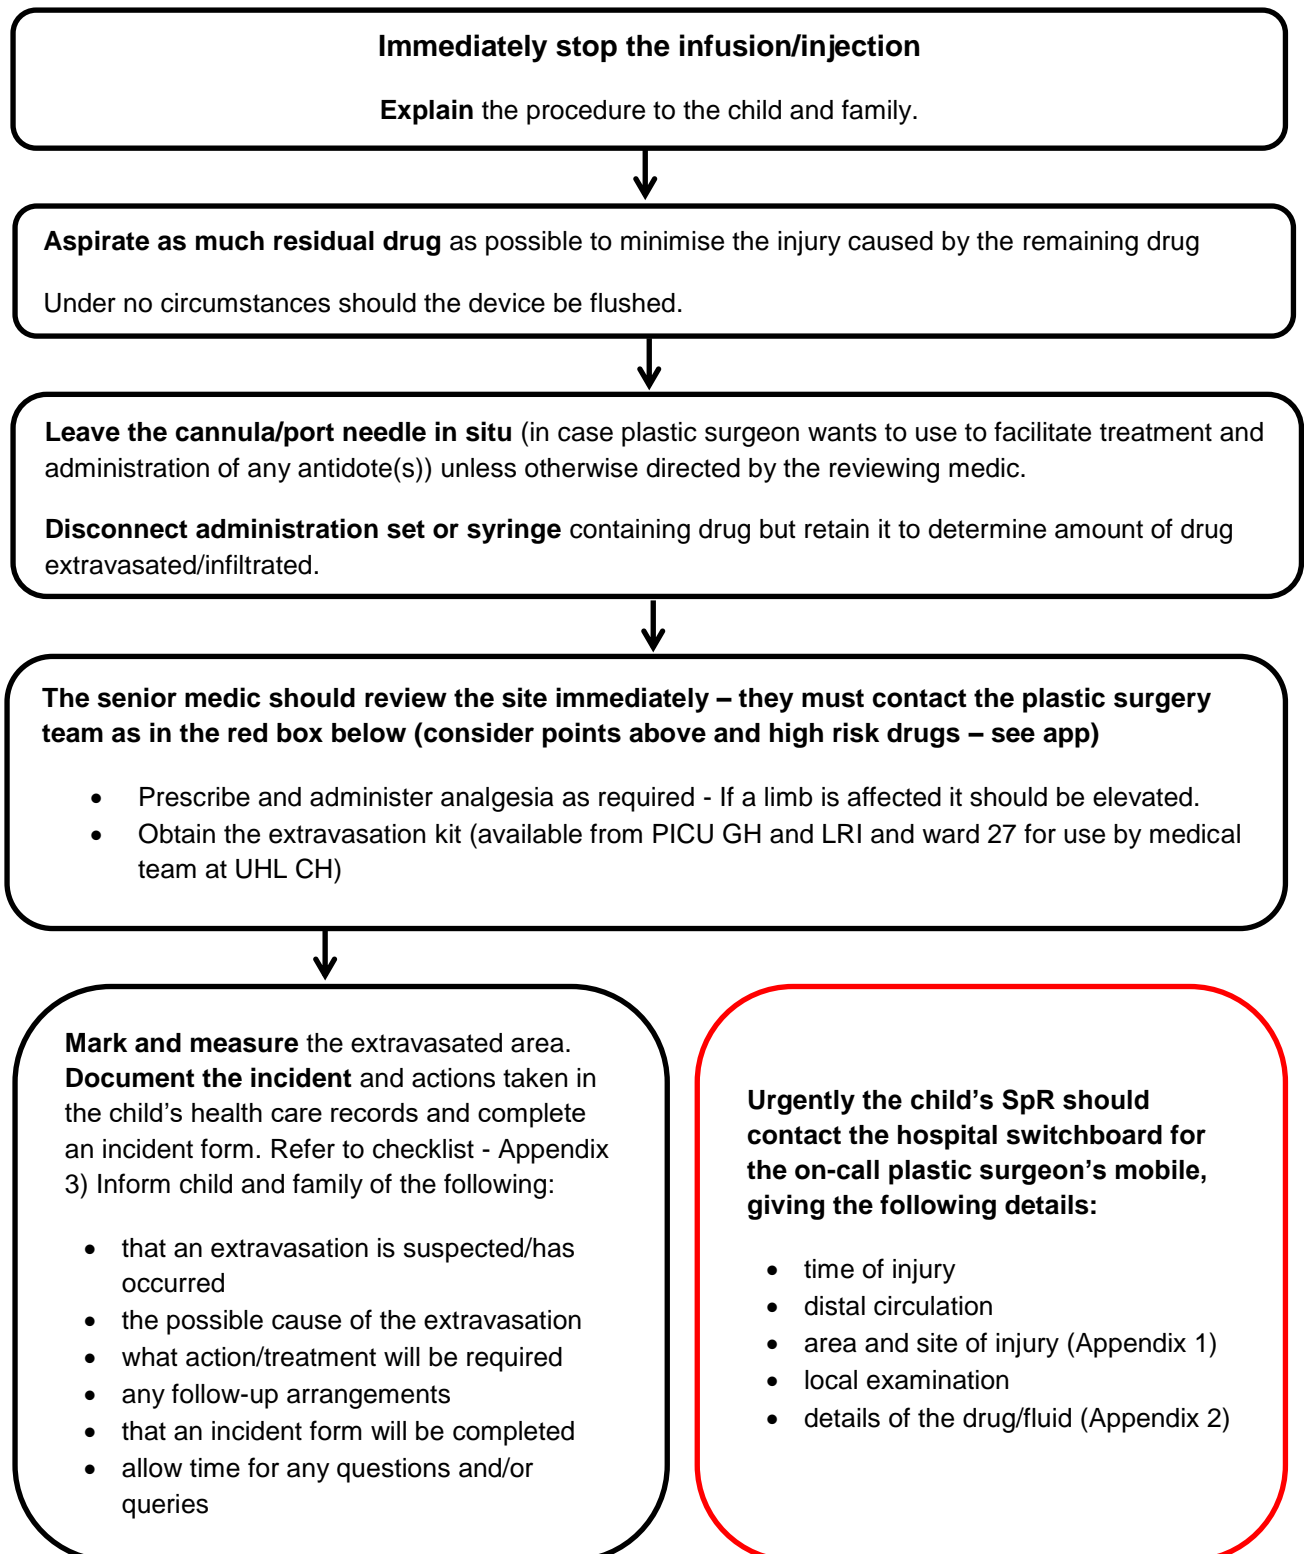 Immediately stop the infusion/injection
Explain the procedure to the child and family.
Aspirate as much residual drug as possible to minimise the injury caused by the remaining drug
Under no circumstances should the device be flushed.
Leave the cannula/port needle in situ (in case plastic surgeon wants to use to facilitate treatment and
administration of any antidote(s)) unless otherwise directed by the reviewing medic.
Disconnect administration set or syringe containing drug but retain it to determine amount of drug
extravasated/infiltrated.
The senior medic should review the site immediately – they must contact the plastic surgery
team as in the red box below (consider points above and high risk drugs – see app)
• Prescribe and administer analgesia as required - If a limb is affected it should be elevated.
• Obtain the extravasation kit (available from PICU GH and LRI and ward 27 for use by medical
team at UHL CH)
Mark and measure the extravasated area.
Document the incident and actions taken in
the child's health care records and complete
an incident form. Refer to checklist - Appendix
3) Inform child and family of the following:
• that an extravasation is suspected/has
occurred
• the possible cause of the extravasation
• what action/treatment will be required
• any follow-up arrangements
• that an incident form will be completed
• allow time for any questions and/or
queries
Urgently the child's SpR should
contact the hospital switchboard for
the on-call plastic surgeon's mobile,
giving the following details:
• time of injury
• distal circulation
• area and site of injury (Appendix 1)
• local examination
• details of the drug/fluid (Appendix 2)